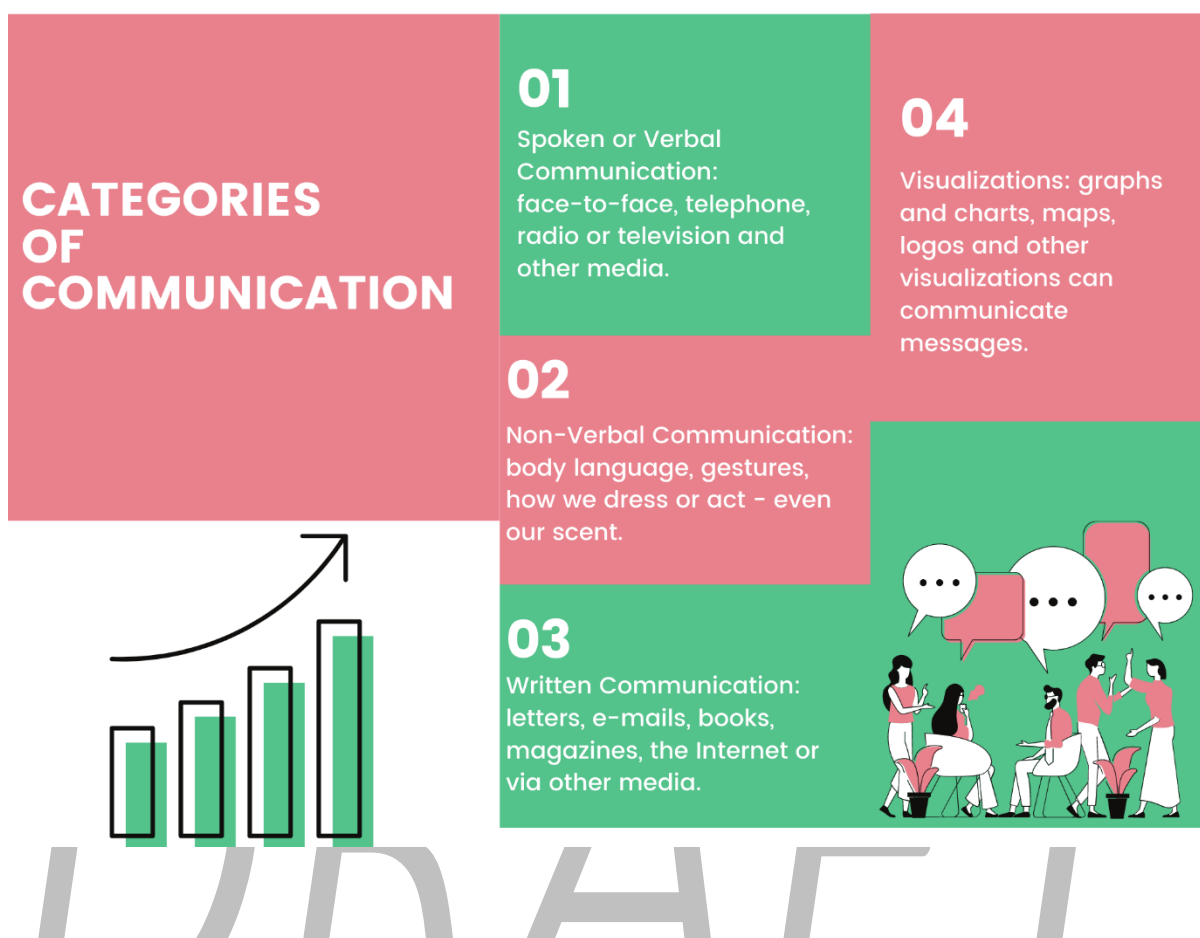 CATEGORIES
OF
COMMUNICATION
01
Spoken or Verbal
Communication:
face-to-face, telephone,
radio or television and
other media.
02
Non-Verbal Communication:
body language, gestures,
how we dress or act - even
our scent.
03
Written Communication:
letters, e-mails, books,
magazines, the Internet or
via other media.
04
Visualizations: graphs
and charts, maps,
logos and other
visualizations can
communicate
messages.
DRAFT